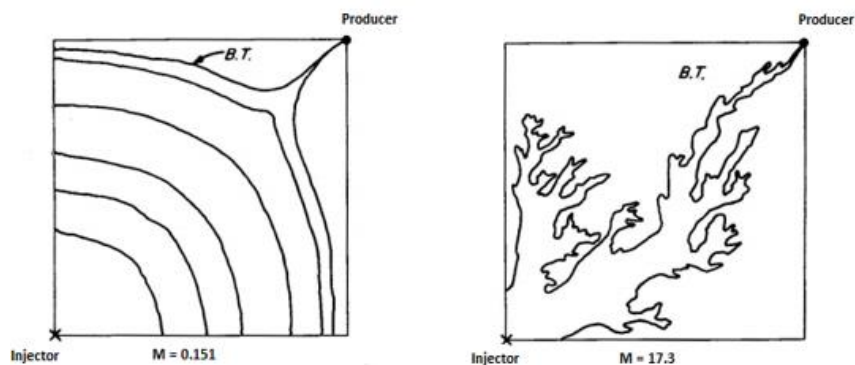 Producer
B.T.
Injector
M = 0.151
Producer
B.T.
Injector
M = 17.3